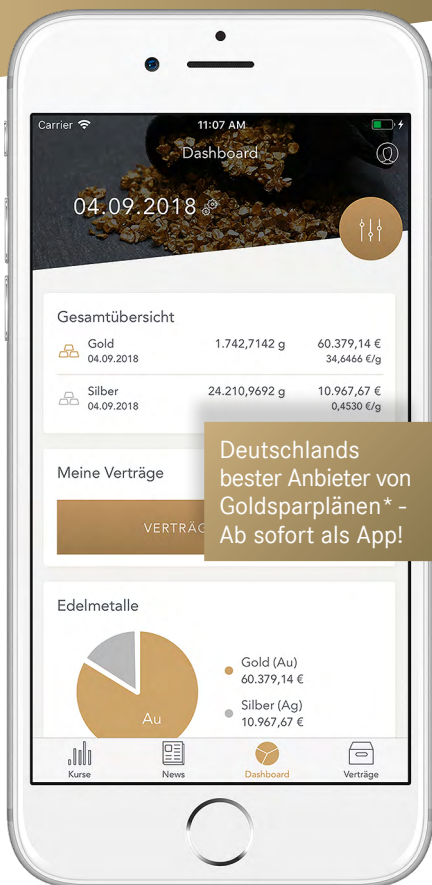 Carrier
11:07 AM
Dashboard
04.09.2018
Gesamtübersicht
Gold 1.742,7142 g 60.379,14 €
04.09.2018 34,6466 €/g
Silber 24.210,9692 g 10.967,67 €
04.09.2018 0,4530 €/g
Deutschlands
bester Anbieter von
Goldsparplänen* -
Ab sofort als App!
Meine Verträge
Edelmetalle
Gold (Au)
60.379,14 €
Silber (Ag)
10.967,67 €
Au
Kurse News Dashboard Verträge